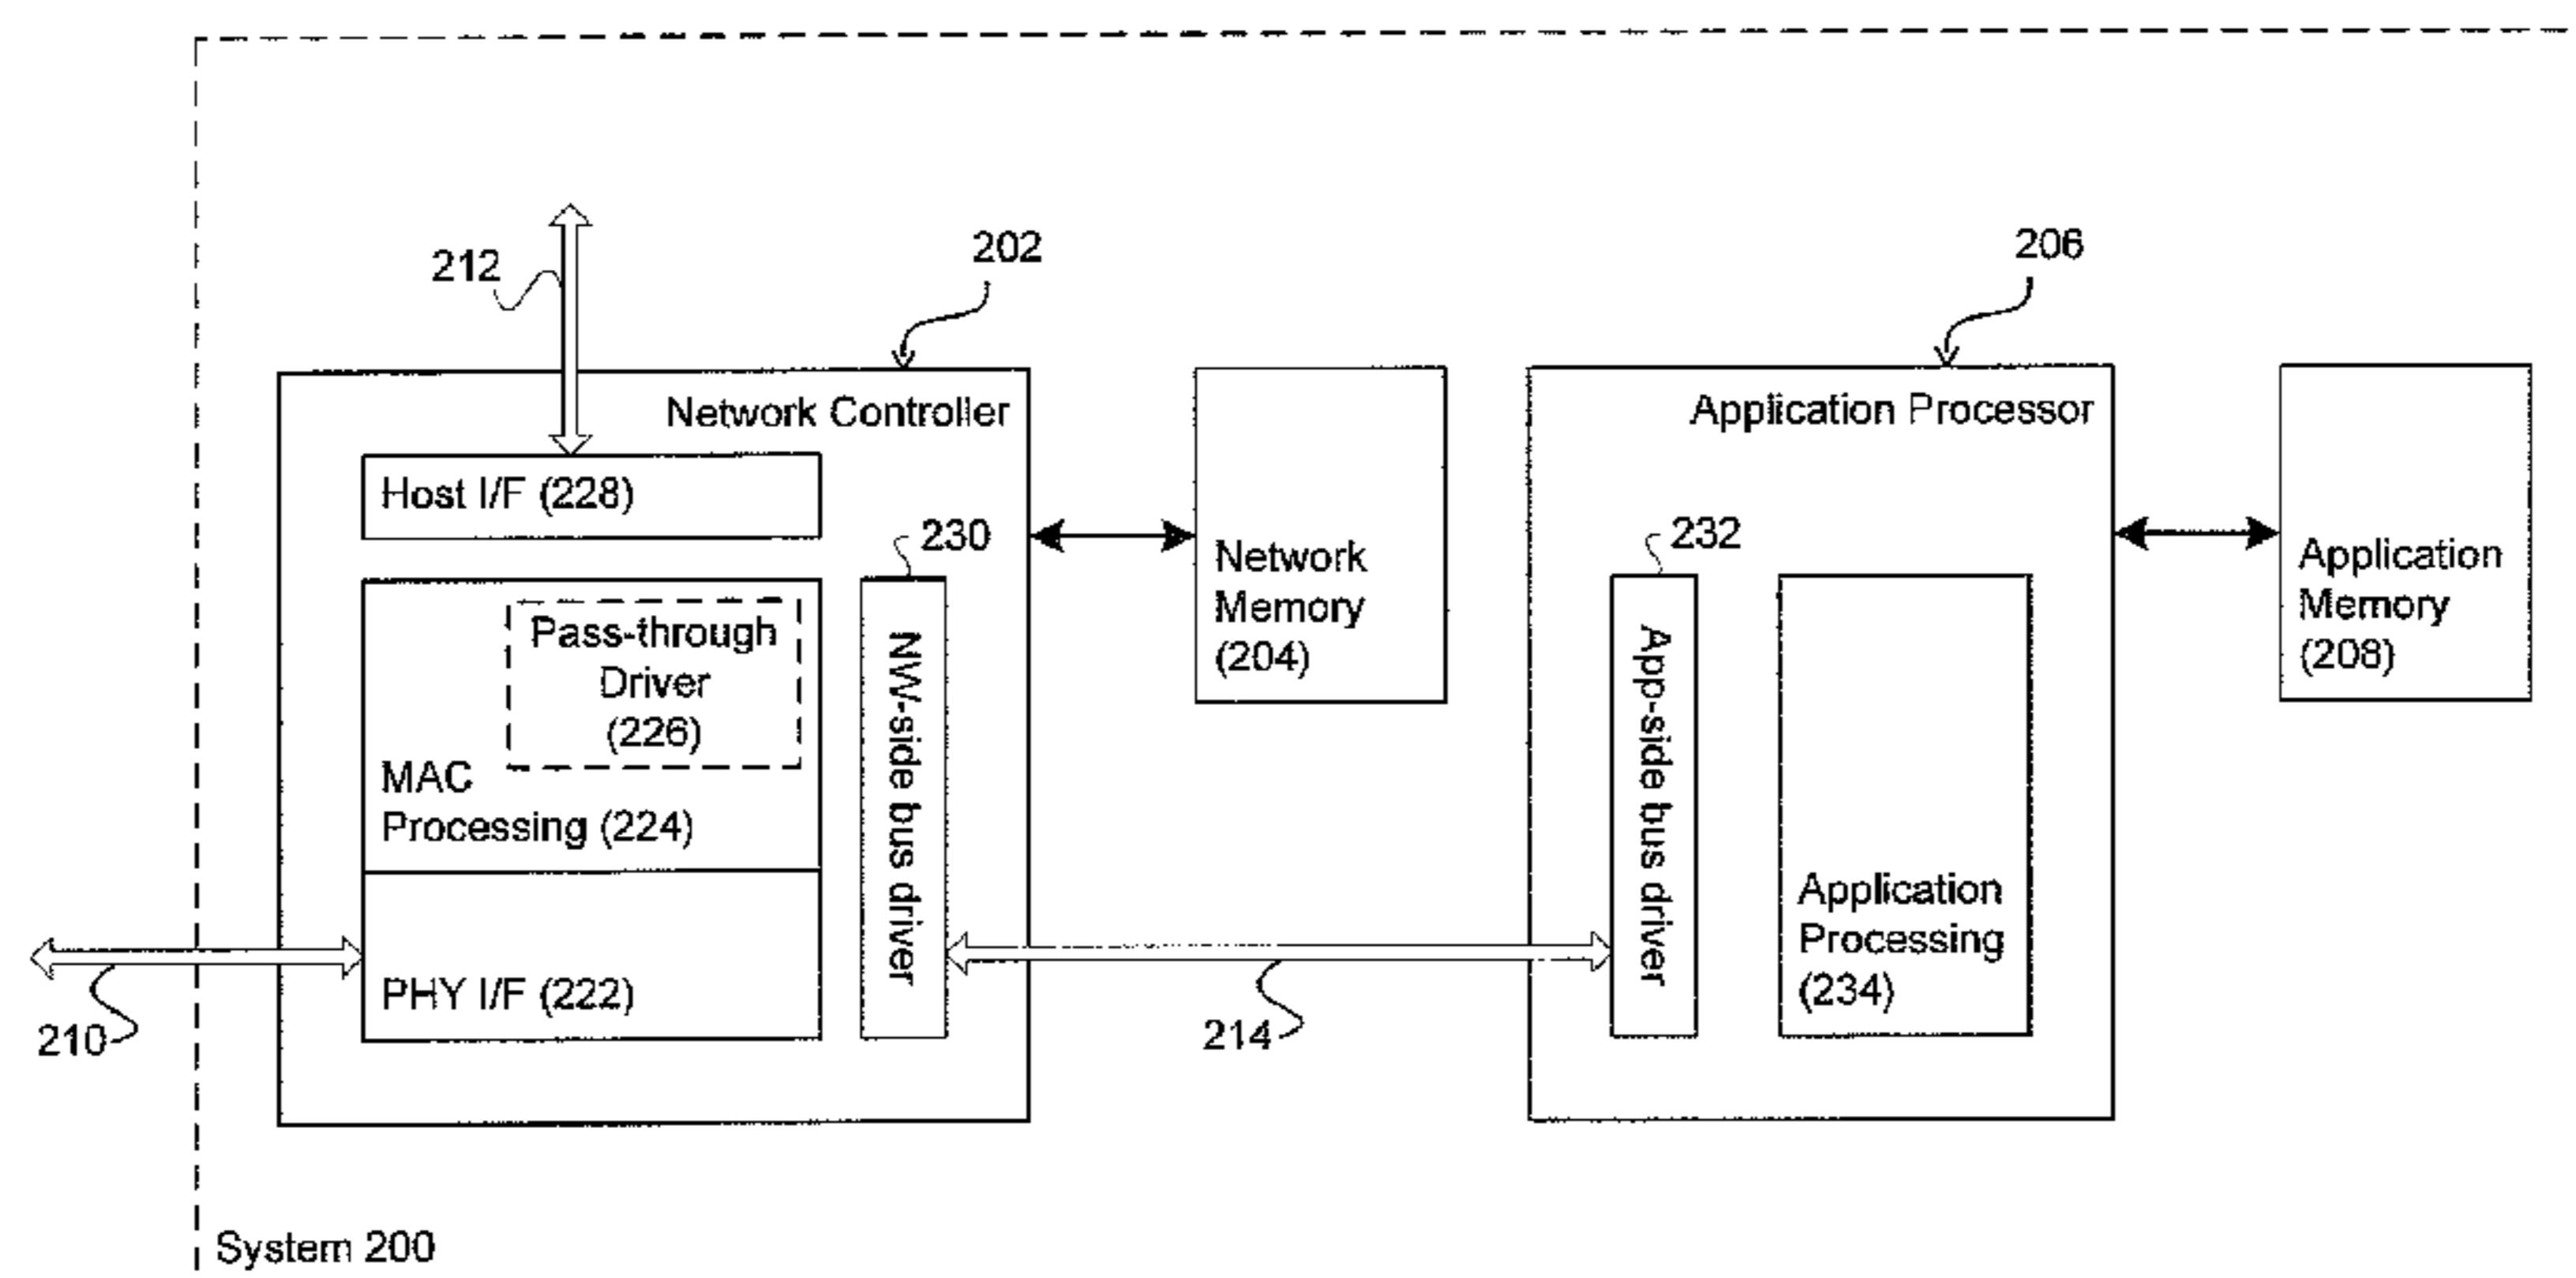 212
202
206
Network Controller
Application Processor
Host I/F (228)
230
232
Network
Memory
(204)
Application
Memory
(208)
Pass-through
Driver
(226)
MAC
Processing (224)
NW-side bus driver
App-side bus driver
Application
Processing
(234)
PHY I/F (222)
210
214
System 200